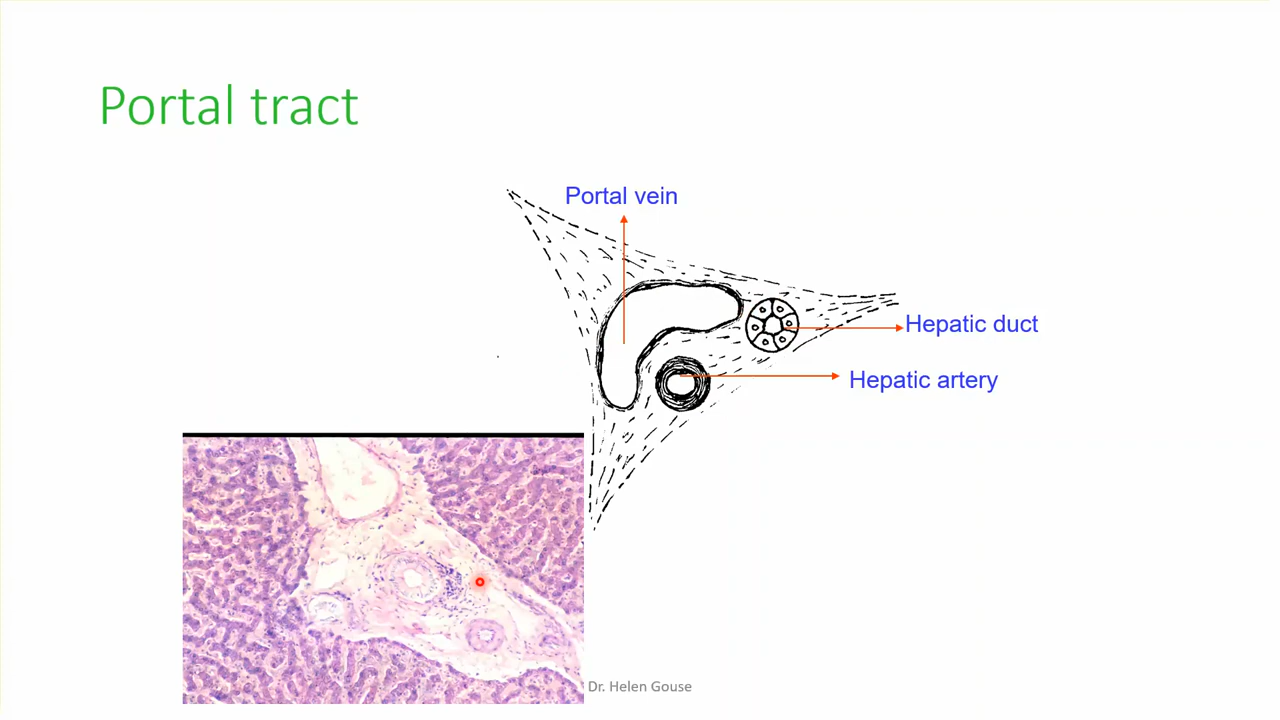 Portal tract
Portal vein
Hepatic duct
Hepatic artery
Dr. Helen Gouse